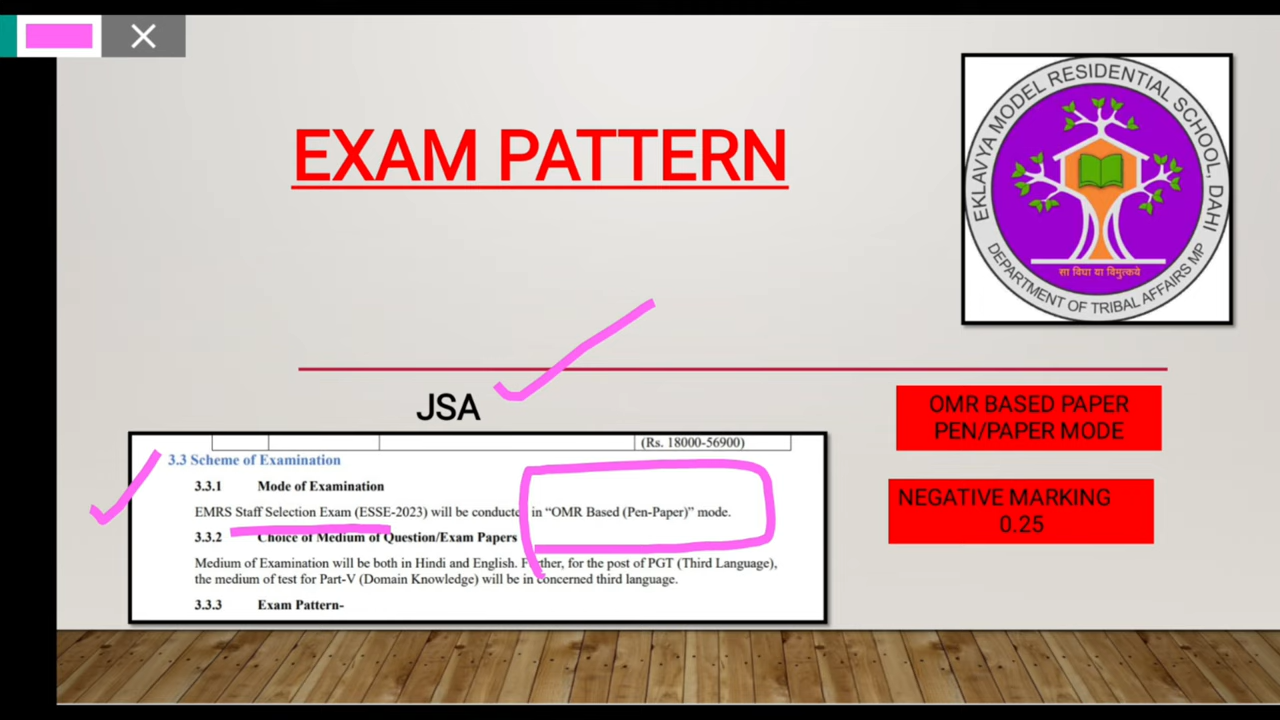 EXAM PATTERN
EKLAVYA MODEL RESIDENTIAL SCHOOL, DAHI
DEPARTMENT OF TRIBAL AFFAIRS MP
सा विद्या या विमुक्तये
JSA
(Rs. 18000-56900)
3.3 Scheme of Examination
3.3.1 Mode of Examination
EMRS Staff Selection Exam (ESSE-2023) will be conducted in “OMR Based (Pen-Paper)” mode.
3.3.2 Choice of Medium of Question/Exam Papers
Medium of Examination will be both in Hindi and English. Further, for the post of PGT (Third Language),
the medium of test for Part-V (Domain Knowledge) will be in concerned third language.
3.3.3 Exam Pattern-
OMR BASED PAPER
PEN/PAPER MODE
NEGATIVE MARKING
0.25